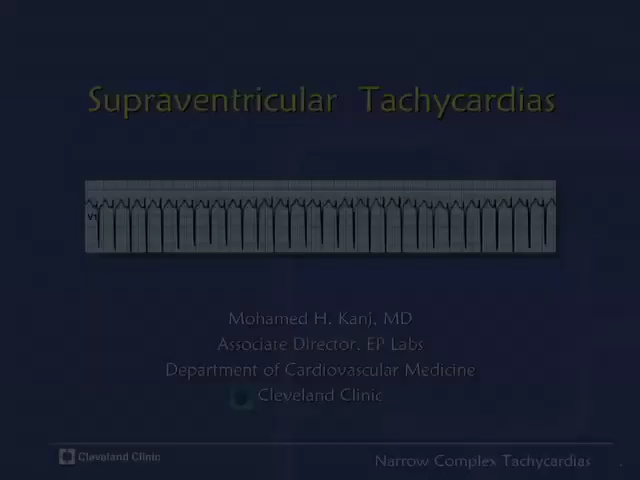 Supraventricular Tachycardias
V1
Mohamed H. Kanj, MD
Associate Director, EP Labs
Department of Cardiovascular Medicine
Cleveland Clinic
Cleveland Clinic
Narrow Complex Tachycardias